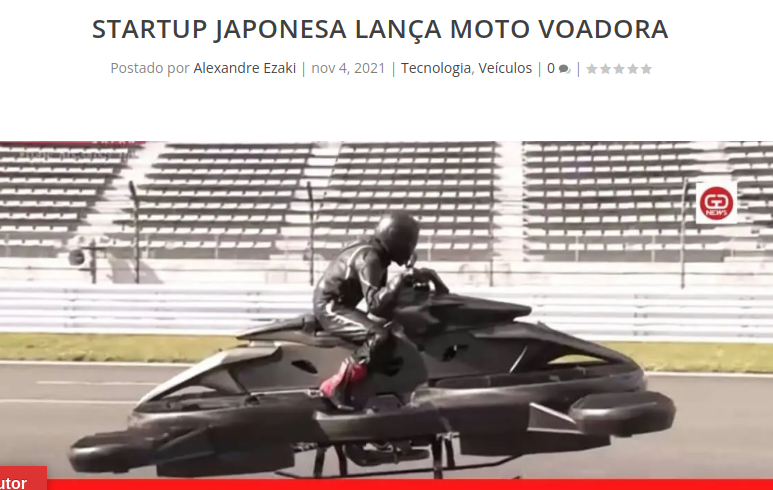 STARTUP JAPONESA LANÇA MOTO VOADORA
Postado por Alexandre Ezaki | nov 4, 2021 | Tecnologia, Veículos | 0 |
GD
NEWS
utor